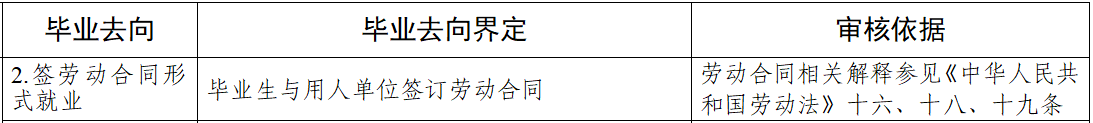 毕业去向
毕业去向界定
审核依据
2.签劳动合同形
式就业
毕业生与用人单位签订劳动合同
劳动合同相关解释参见《中华人民共
和国劳动法》十六、十八、十九条